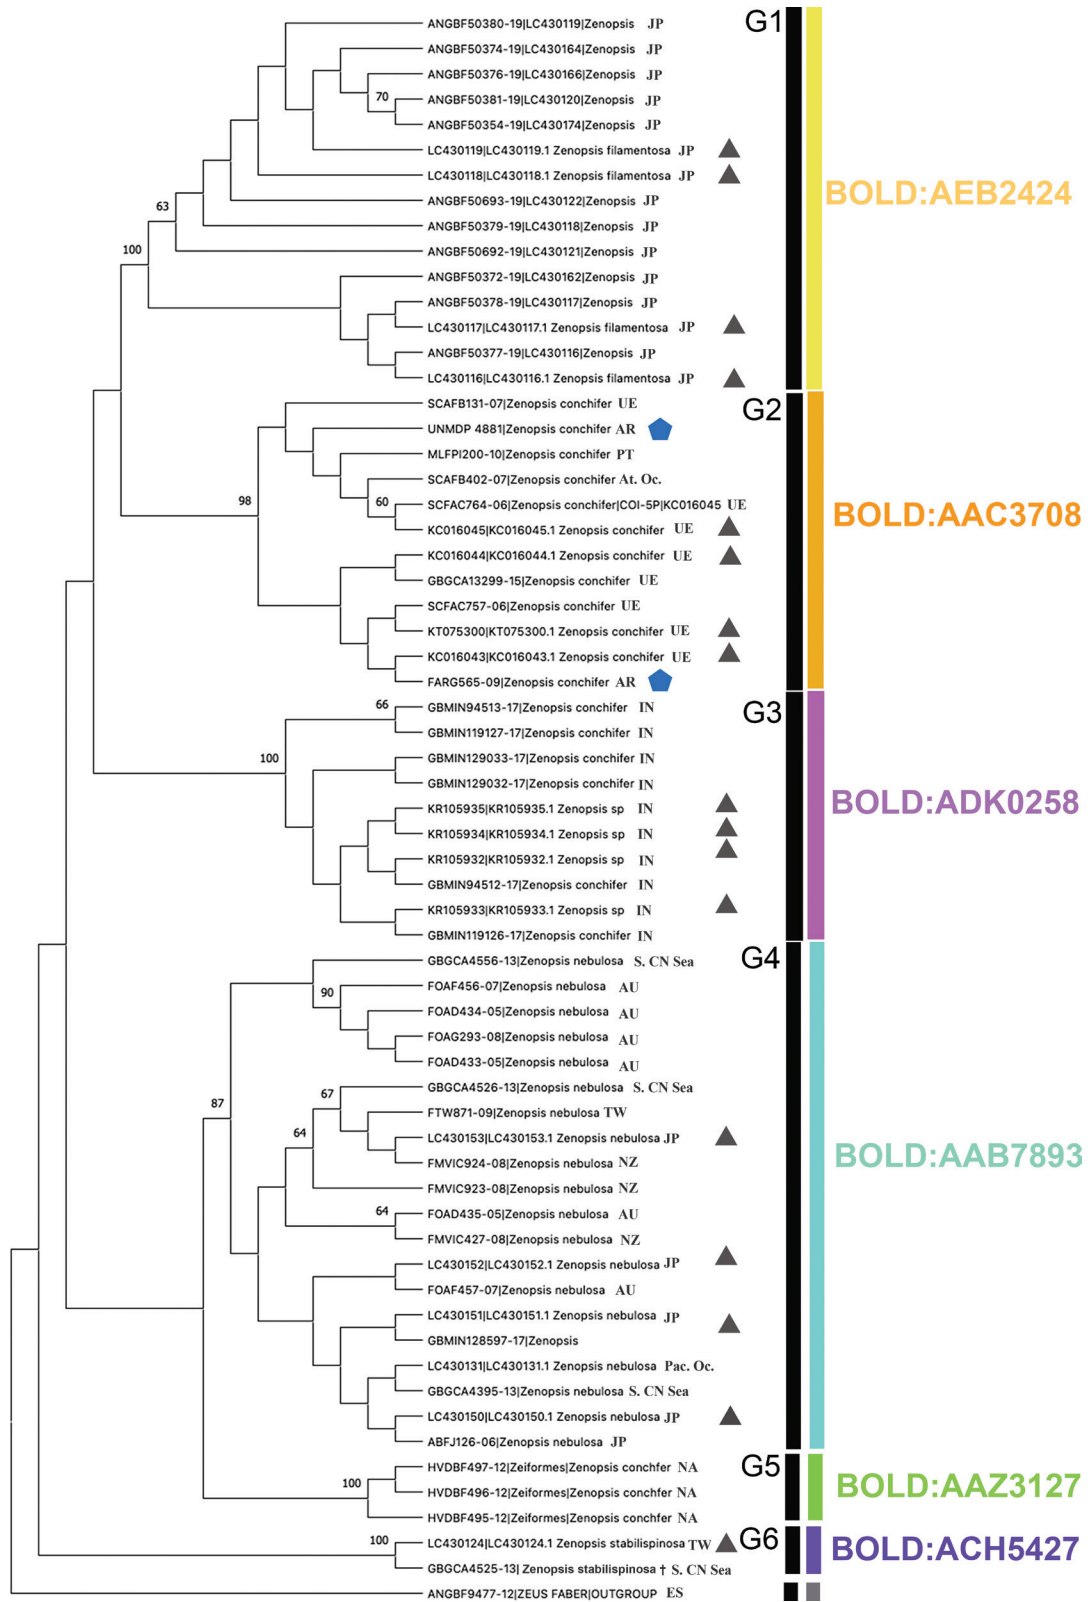 ANGBF50380-19|LC430119|Zenopsis JP G1
ANGBF50374-19|LC430164|Zenopsis JP
ANGBF50376-19|LC430166|Zenopsis JP
70 ANGBF50381-19|LC430120|Zenopsis JP
ANGBF50354-19|LC430174|Zenopsis JP
LC430119|LC430119.1 Zenopsis filamentosa JP
LC430118|LC430118.1 Zenopsis filamentosa JP
BOLD:AEB2424
ANGBF50693-19|LC430122|Zenopsis JP
63
ANGBF50379-19|LC430118|Zenopsis JP
100 ANGBF50692-19|LC430121|Zenopsis JP
ANGBF50372-19|LC430162|Zenopsis JP
ANGBF50378-19|LC430117|Zenopsis JP
LC430117|LC430117.1 Zenopsis filamentosa JP
ANGBF50377-19|LC430116|Zenopsis JP
LC430116|LC430116.1 Zenopsis filamentosa JP
SCAFB131-07|Zenopsis conchifer UE G2
UNMDP 4881|Zenopsis conchifer AR
MLFPI200-10|Zenopsis conchifer PT
SCAFB402-07|Zenopsis conchifer At. Oc.
98 60 SCFAC764-06|Zenopsis conchifer|COI-5P|KC016045 UE
BOLD:AAC3708
KC016045|KC016045.1 Zenopsis conchifer UE
KC016044|KC016044.1 Zenopsis conchifer UE
GBGCA13299-15|Zenopsis conchifer UE
SCFAC757-06|Zenopsis conchifer UE
KT075300|KT075300.1 Zenopsis conchifer UE
KC016043|KC016043.1 Zenopsis conchifer UE
FARG565-09|Zenopsis conchifer AR
66 GBMIN94513-17|Zenopsis conchifer IN G3
GBMIN119127-17|Zenopsis conchifer IN
100 GBMIN129033-17|Zenopsis conchifer IN
GBMIN129032-17|Zenopsis conchifer IN
KR105935|KR105935.1 Zenopsis sp IN
BOLD:ADK0258
KR105934|KR105934.1 Zenopsis sp IN
KR105932|KR105932.1 Zenopsis sp IN
GBMIN94512-17|Zenopsis conchifer IN
KR105933|KR105933.1 Zenopsis sp IN
GBMIN119126-17|Zenopsis conchifer IN
GBGCA4556-13|Zenopsis nebulosa S. CN Sea G4
90 FOAF456-07|Zenopsis nebulosa AU
FOAD434-05|Zenopsis nebulosa AU
FOAG293-08|Zenopsis nebulosa AU
FOAD433-05|Zenopsis nebulosa AU
67 GBGCA4526-13|Zenopsis nebulosa S. CN Sea
87 FTW871-09|Zenopsis nebulosa TW
64 LC430153|LC430153.1 Zenopsis nebulosa JP
BOLD:AAB7893
FMVIC924-08|Zenopsis nebulosa NZ
FMVIC923-08|Zenopsis nebulosa NZ
64 FOAD435-05|Zenopsis nebulosa AU
FMVIC427-08|Zenopsis nebulosa NZ
LC430152|LC430152.1 Zenopsis nebulosa JP
FOAF457-07|Zenopsis nebulosa AU
LC430151|LC430151.1 Zenopsis nebulosa JP
GBMIN128597-17|Zenopsis
LC430131|LC430131.1 Zenopsis nebulosa Pac. Oc.
GBGCA4395-13|Zenopsis nebulosa S. CN Sea
LC430150|LC430150.1 Zenopsis nebulosa JP
ABFJ126-06|Zenopsis nebulosa JP
HVDBF497-12|Zeiformes|Zenopsis conchfer NA G5
100 HVDBF496-12|Zeiformes|Zenopsis conchfer NA
BOLD:AAZ3127
HVDBF495-12|Zeiformes|Zenopsis conchfer NA
100 LC430124|LC430124.1 Zenopsis stabilispinosa TW G6
BOLD:ACH5427
GBGCA4525-13| Zenopsis stabilispinosa † S. CN Sea
ANGBF9477-12|ZEUS FABER|OUTGROUP ES